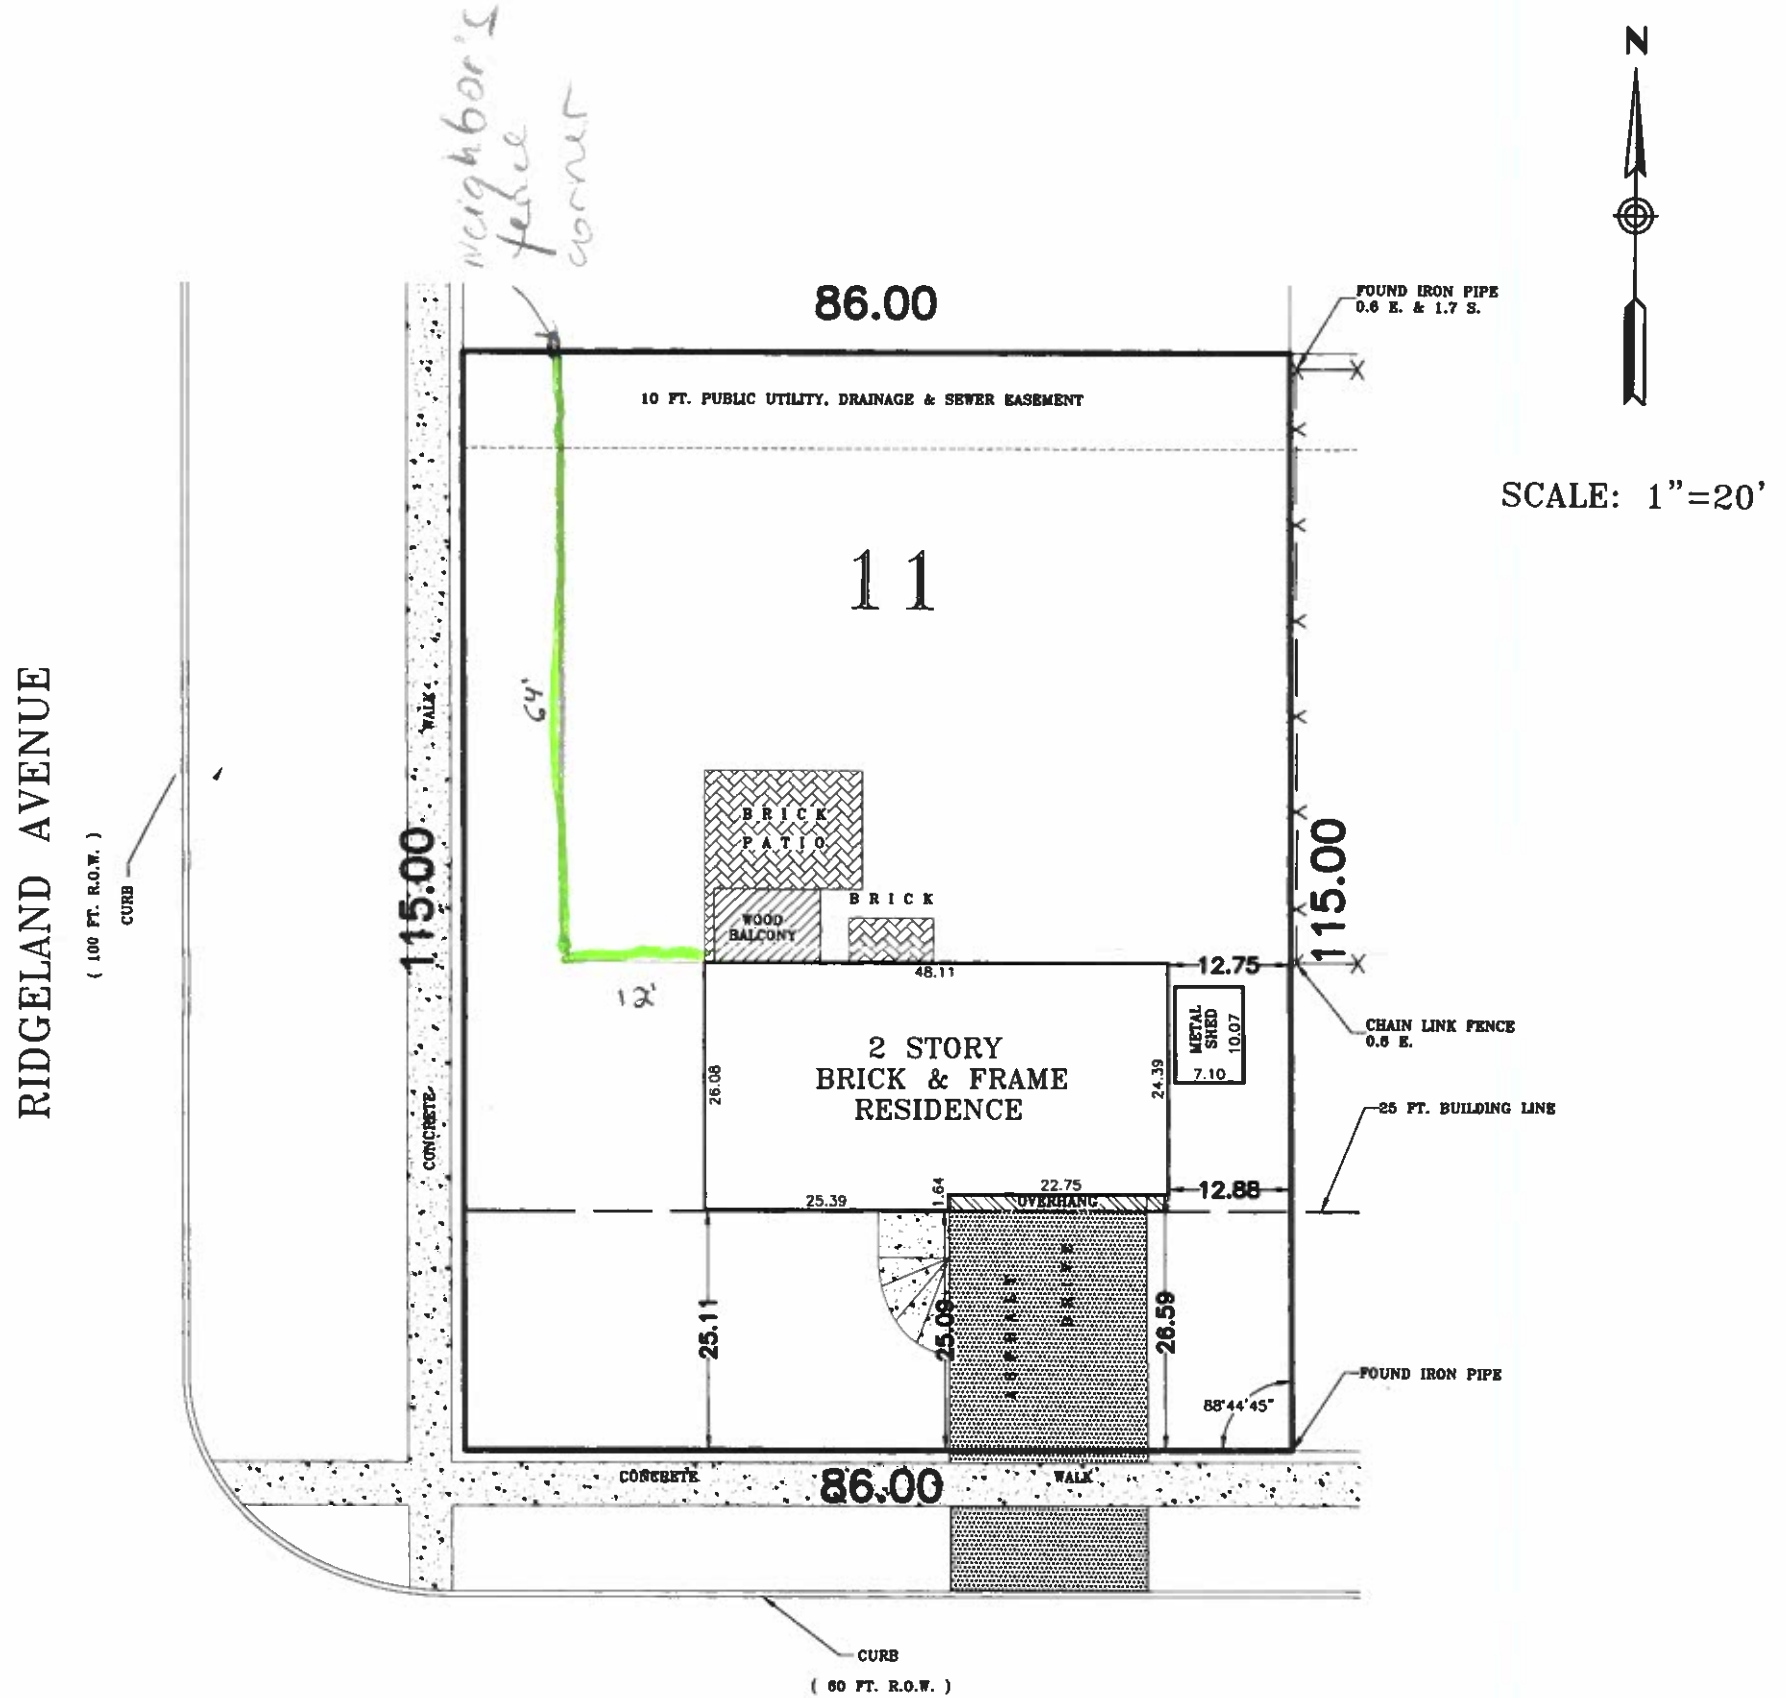 neighbor's
fence
corner
N
86.00
FOUND IRON PIPE
0.6 E. & 1.7 S.
10 FT. PUBLIC UTILITY, DRAINAGE & SEWER EASEMENT
SCALE: 1"=20'
11
64'
WALK
RIDGELAND AVENUE
( 100 FT. R.O.W. )
CURB
115.00
BRICK
PATIO
BRICK
WOOD
BALCONY
115.00
48.11
12.75
12'
METAL
SHED
10.07
7.10
CHAIN LINK FENCE
0.6 E.
2 STORY
BRICK & FRAME
RESIDENCE
26.08
24.39
25 FT. BUILDING LINE
CONCRETE
25.39
1.64
22.75
OVERHANG
12.88
25.11
25.09
ASPHALT
DRIVE
26.59
88°44'45"
FOUND IRON PIPE
CONCRETE
86.00
WALK
CURB
( 60 FT. R.O.W. )